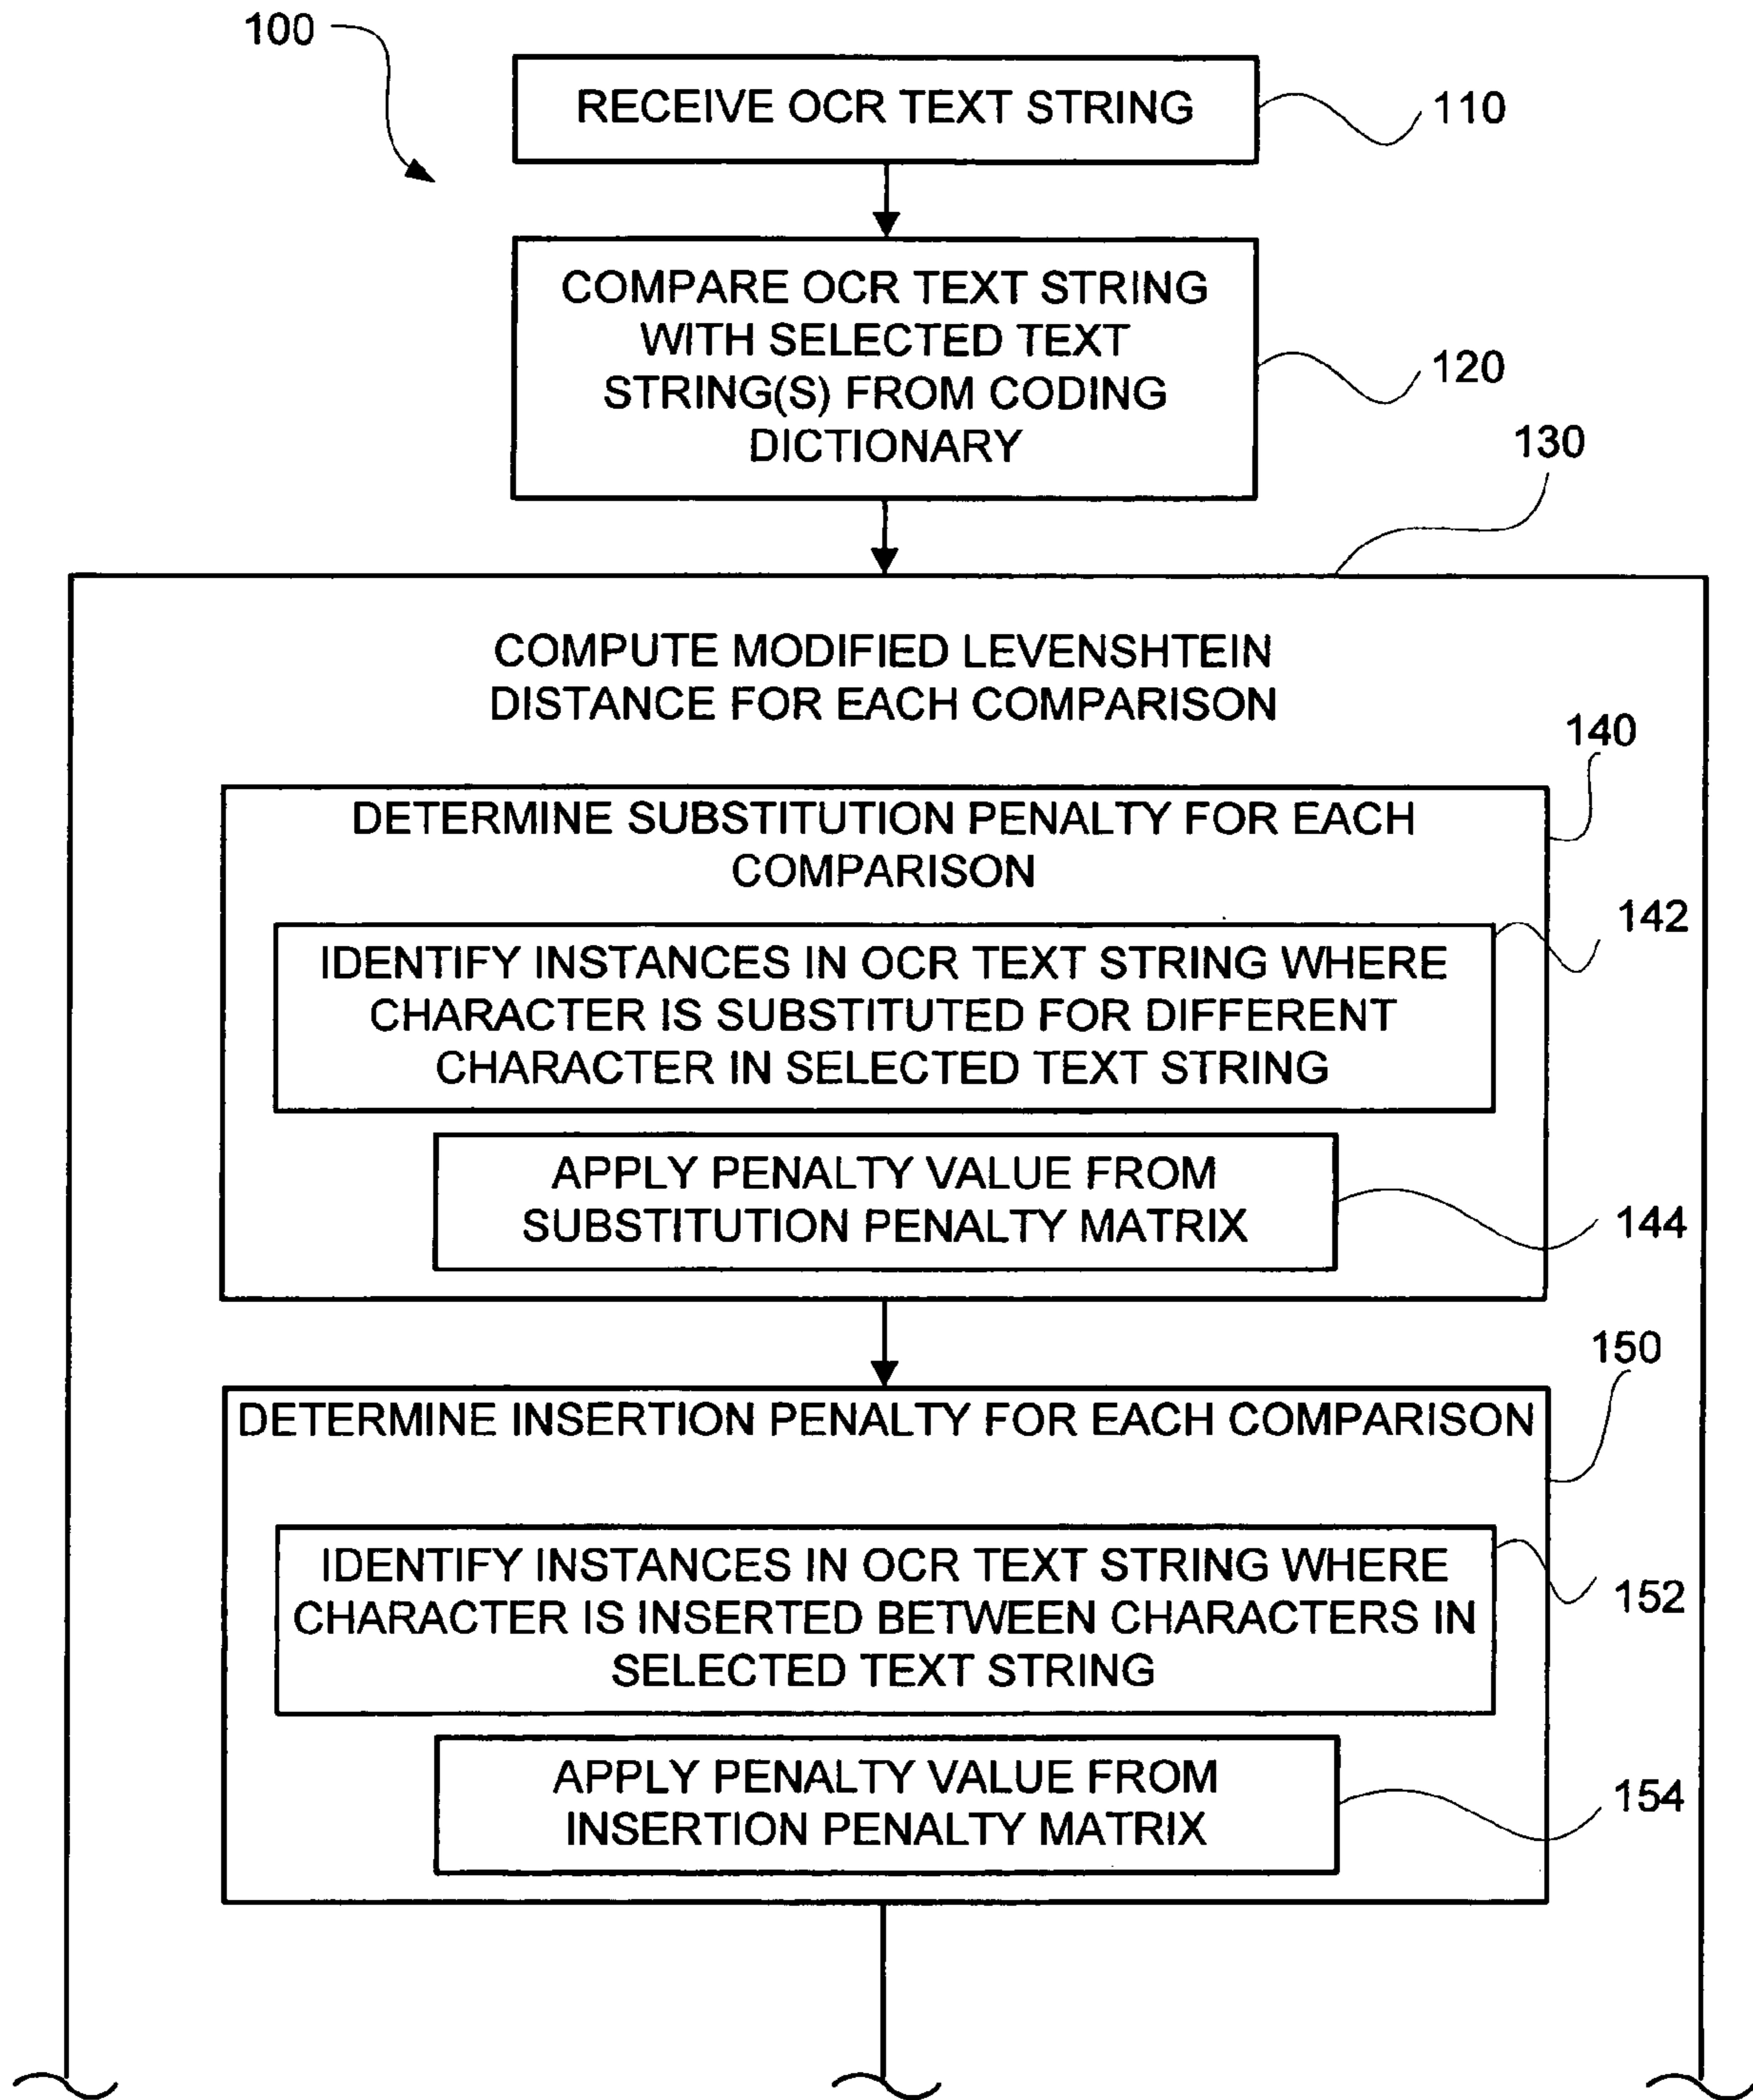 100
RECEIVE OCR TEXT STRING
110
COMPARE OCR TEXT STRING
WITH SELECTED TEXT
STRING(S) FROM CODING
DICTIONARY
120
130
COMPUTE MODIFIED LEVENSHTEIN
DISTANCE FOR EACH COMPARISON
140
DETERMINE SUBSTITUTION PENALTY FOR EACH
COMPARISON
142
IDENTIFY INSTANCES IN OCR TEXT STRING WHERE
CHARACTER IS SUBSTITUTED FOR DIFFERENT
CHARACTER IN SELECTED TEXT STRING
APPLY PENALTY VALUE FROM
SUBSTITUTION PENALTY MATRIX
144
150
DETERMINE INSERTION PENALTY FOR EACH COMPARISON
IDENTIFY INSTANCES IN OCR TEXT STRING WHERE
CHARACTER IS INSERTED BETWEEN CHARACTERS IN
SELECTED TEXT STRING
152
APPLY PENALTY VALUE FROM
INSERTION PENALTY MATRIX
154